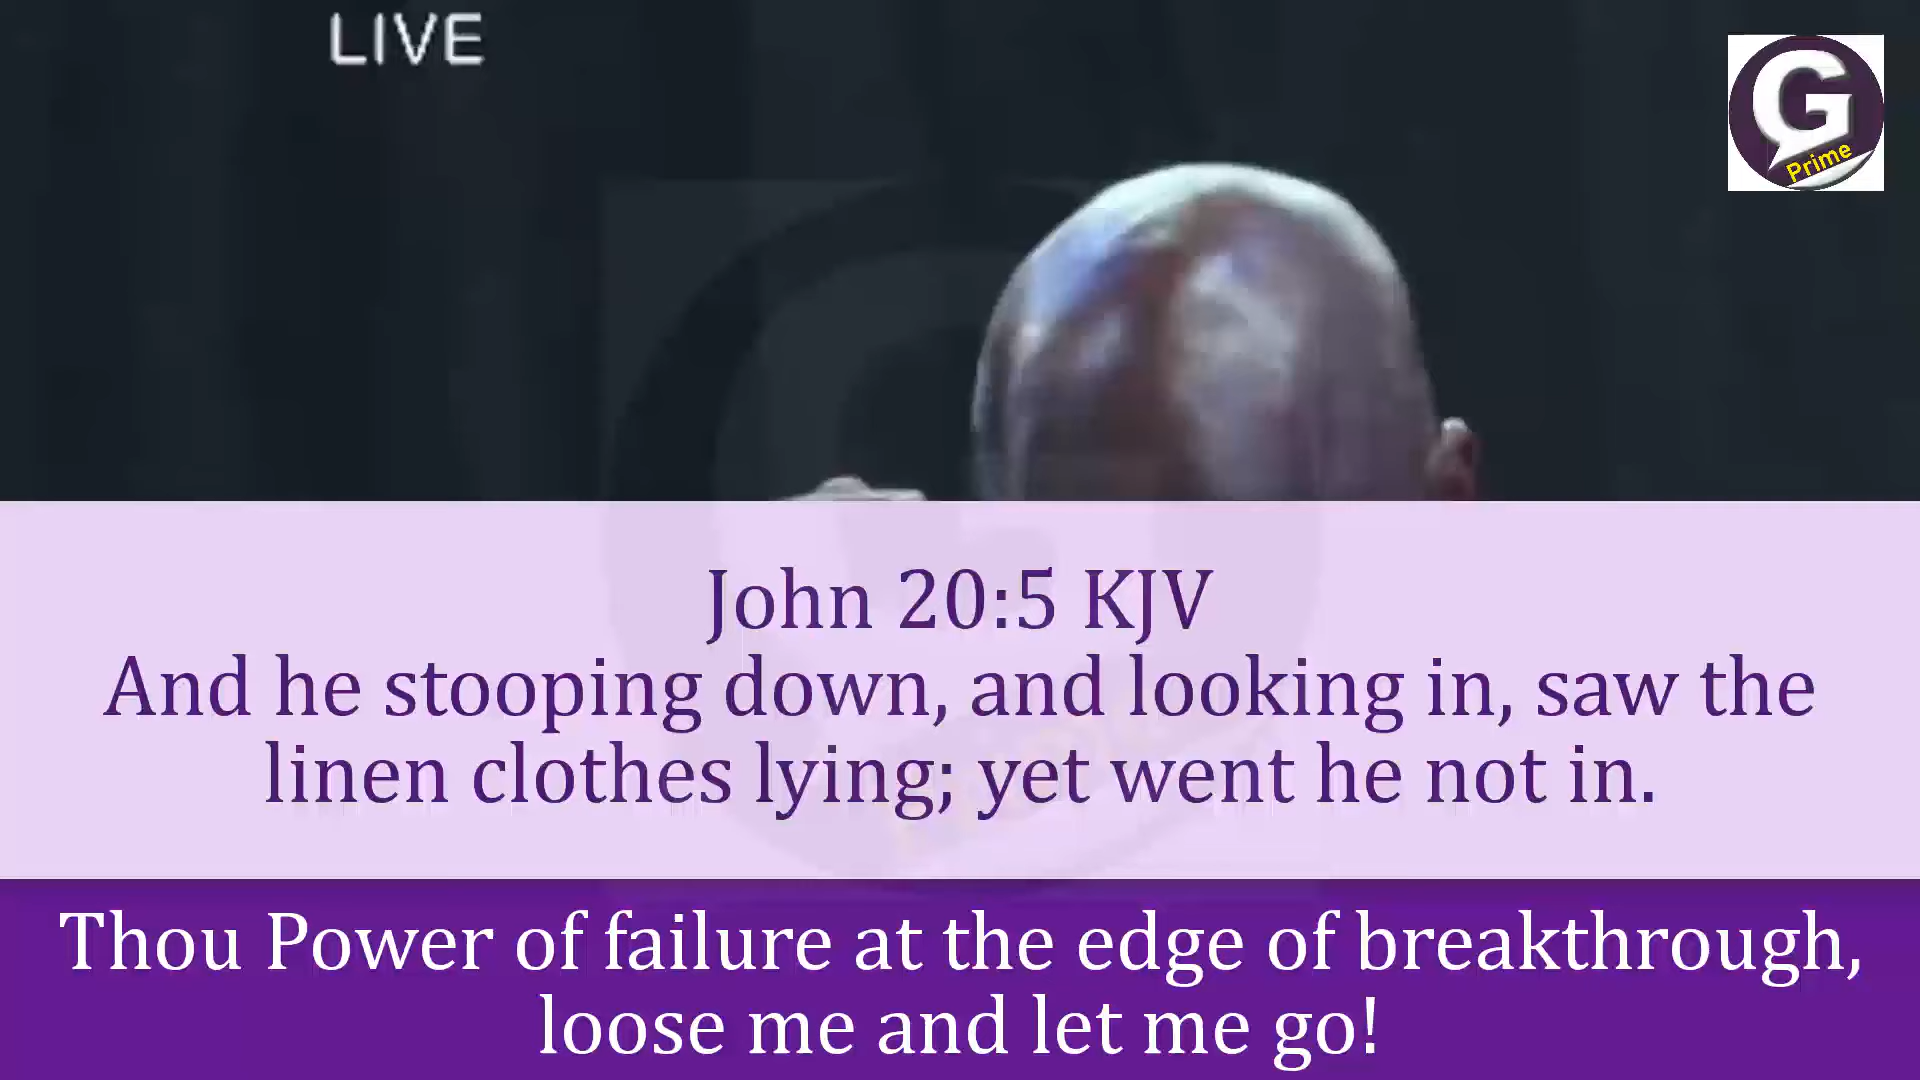 LIVE
G
Prime
John 20:5 KJV
And he stooping down, and looking in, saw the
linen clothes lying; yet went he not in.
Thou Power of failure at the edge of breakthrough,
loose me and let me go!